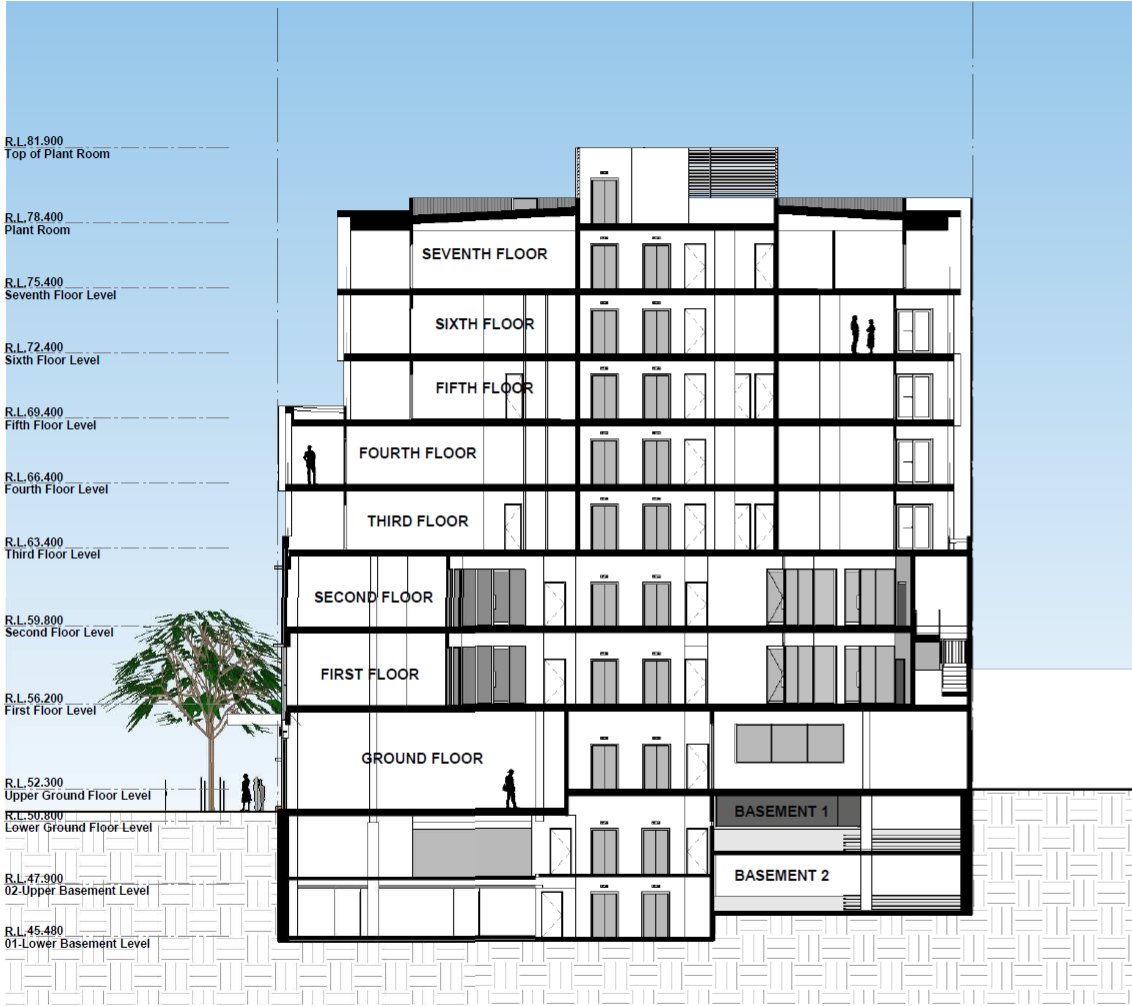 R.L.81.900
Top of Plant Room
R.L.78.400
Plant Room
SEVENTH FLOOR
R.L.75.400
Seventh Floor Level
SIXTH FLOOR
R.L.72.400
Sixth Floor Level
FIFTH FLOOR
R.L.69.400
Fifth Floor Level
FOURTH FLOOR
R.L.66.400
Fourth Floor Level
THIRD FLOOR
R.L.63.400
Third Floor Level
SECOND FLOOR
R.L.59.800
Second Floor Level
FIRST FLOOR
R.L.56.200
First Floor Level
GROUND FLOOR
R.L.52.300
Upper Ground Floor Level
BASEMENT 1
R.L.50.800
Lower Ground Floor Level
BASEMENT 2
R.L.47.900
02-Upper Basement Level
R.L.45.480
01-Lower Basement Level